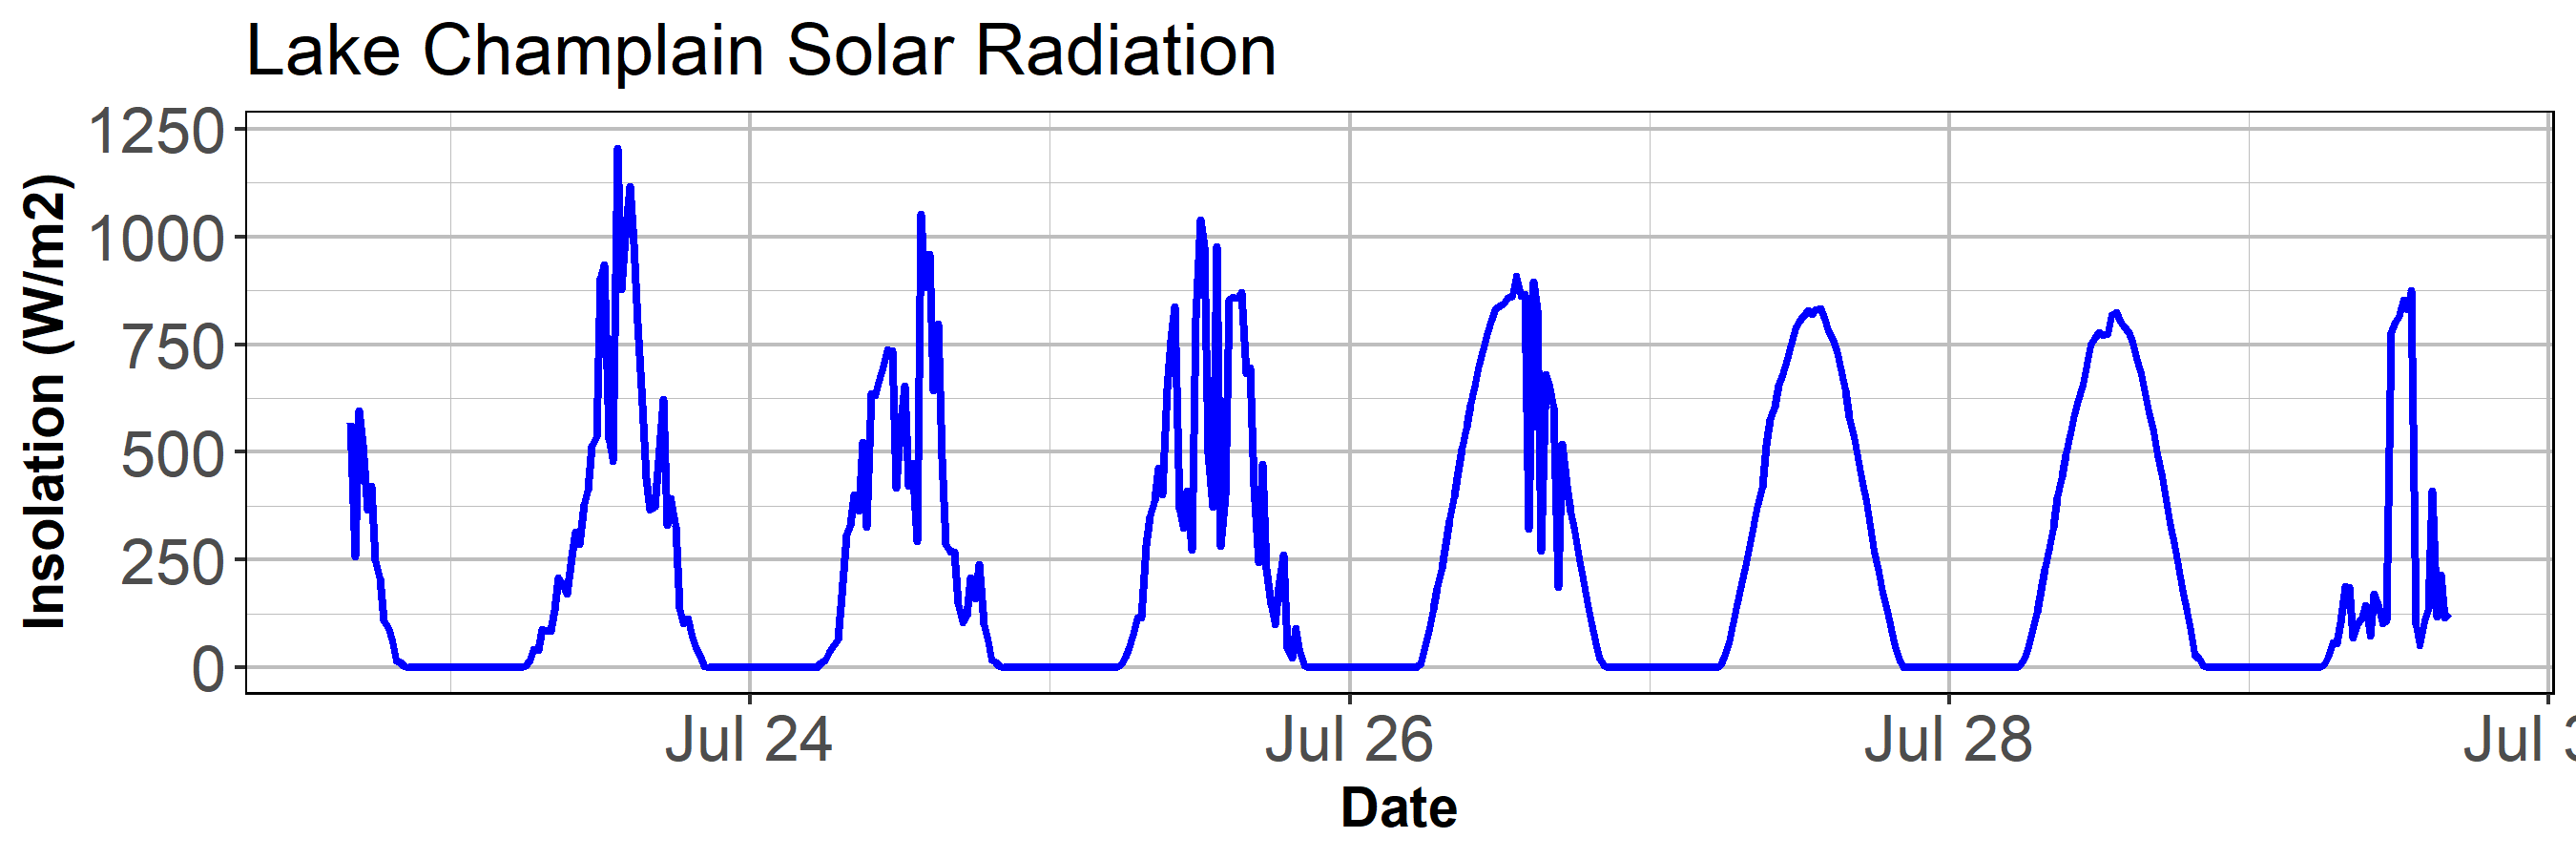 Lake Champlain Solar Radiation
1250
1000
750
500
250
0
Insolation (W/m2)
Jul 24
Jul 26
Jul 28
Jul
Date